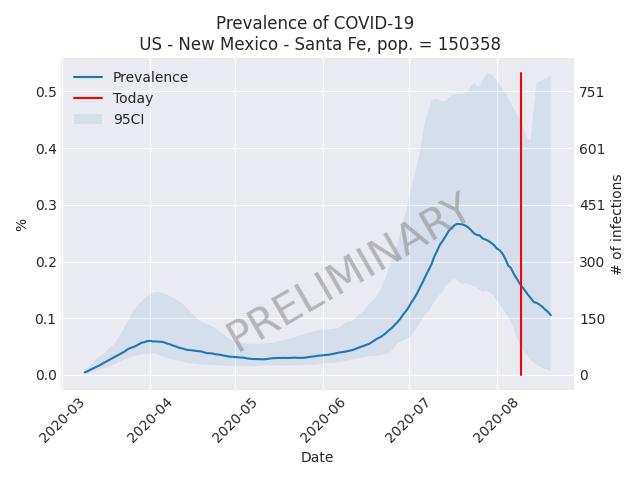 Prevalence of COVID-19
US - New Mexico - Santa Fe, pop. = 150358
Prevalence
Today
95CI
PRELIMINARY
%
0.5
0.4
0.3
0.2
0.1
0.0
751
601
451
300
150
0
# of infections
2020-03
2020-04
2020-05
2020-06
2020-07
2020-08
Date